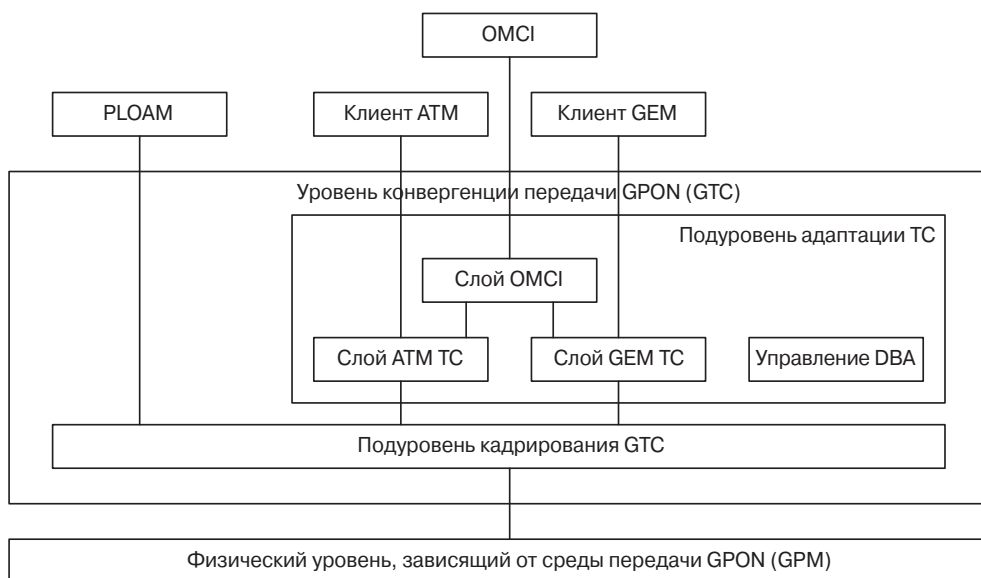 OMCI
PLOAM
Клиент ATM
Клиент GEM
Уровень конвергенции передачи GPON (GTC)
Подуровень адаптации TC
Слой OMCI
Слой ATM TC
Слой GEM TC
Управление DBA
Подуровень кадрирования GTC
Физический уровень, зависящий от среды передачи GPON (GPM)